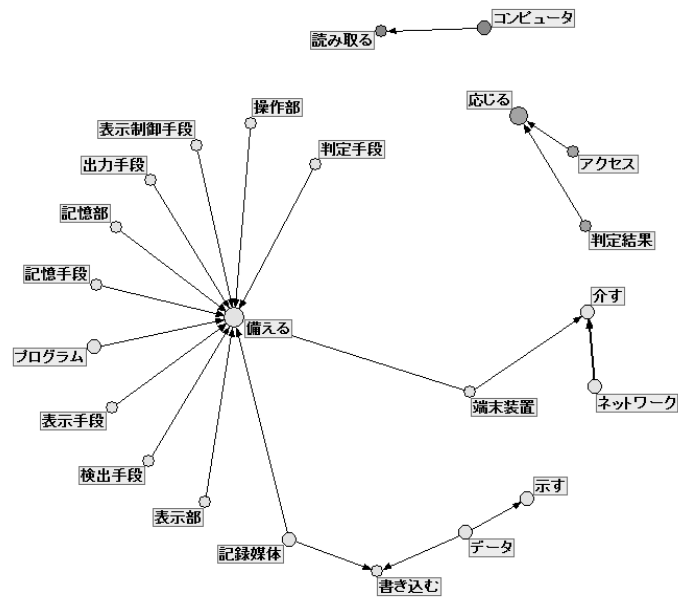 コンピュータ
読み取る
応じる
操作部
表示制御手段
判定手段
出力手段
アクセス
記憶部
判定結果
記憶手段
介す
備える
プログラム
ネットワーク
端末装置
表示手段
検出手段
示す
表示部
データ
記録媒体
書き込む